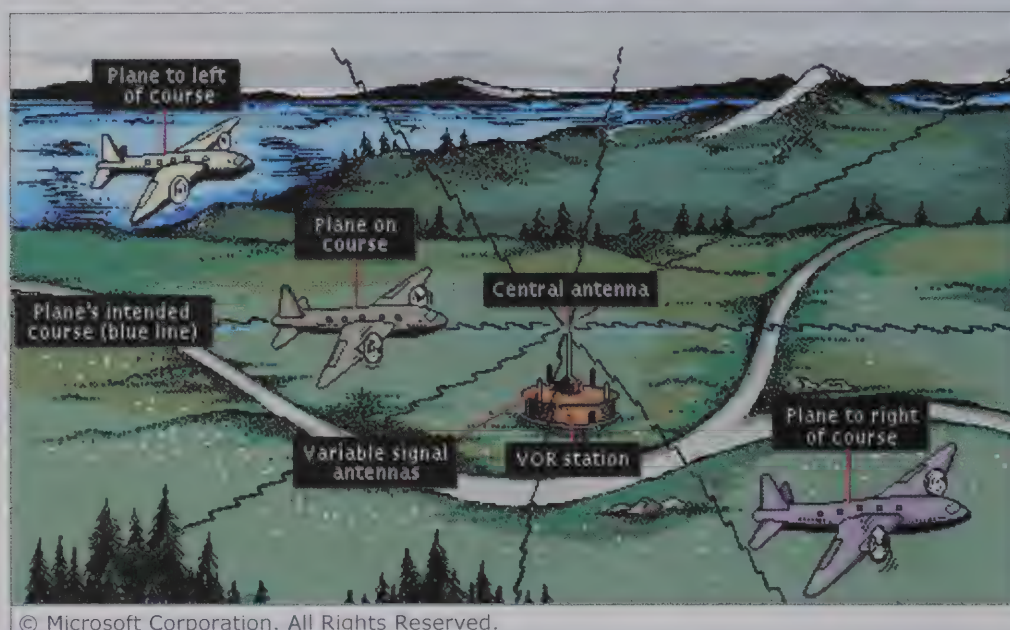 Plane to left
of course
Plane on
course
Central antenna
Plane's intended
course (blue line)
Plane to right
of course
Variable signal
antennas
VOR station
© Microsoft Corporation. All Rights Reserved.